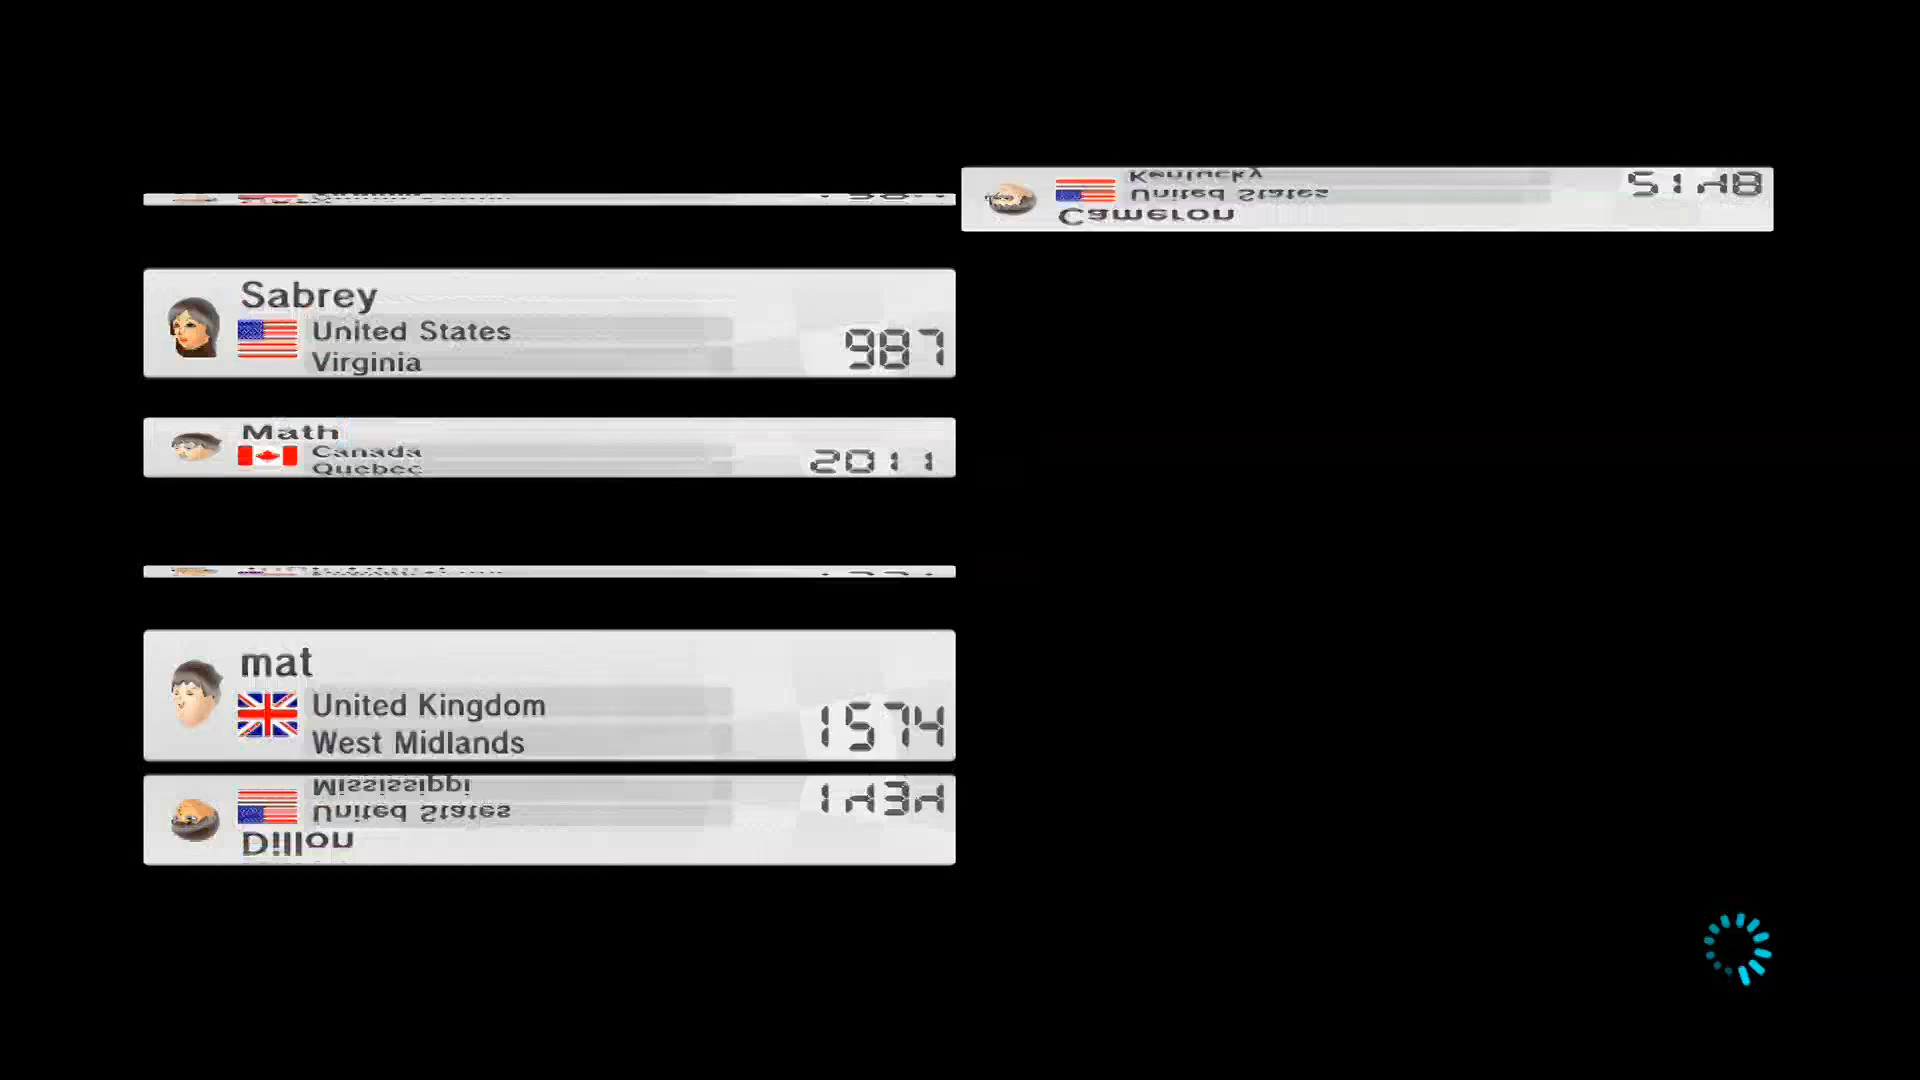 Kentucky
United States
Cameron
2148
Sabrey
United States
Virginia
987
Math
Canada
Quebec
2011
mat
United Kingdom
West Midlands
1574
Mississippi
United States
Dillon
1434